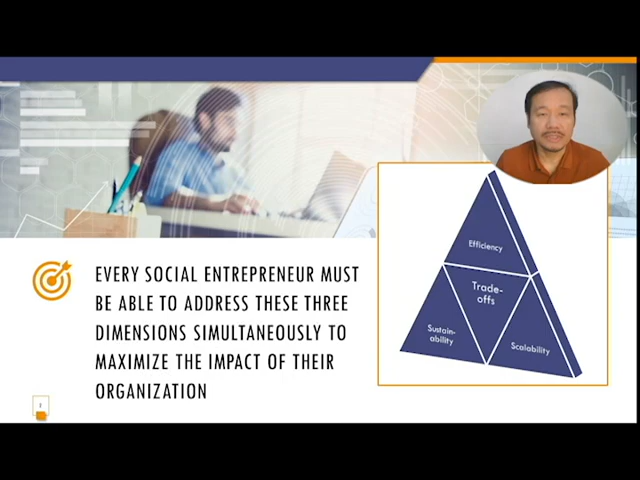 EVERY SOCIAL ENTREPRENEUR MUST
BE ABLE TO ADDRESS THESE THREE
DIMENSIONS SIMULTANEOUSLY TO
MAXIMIZE THE IMPACT OF THEIR
ORGANIZATION
Efficiency
Trade-
offs
Sustain-
ability
Scalability